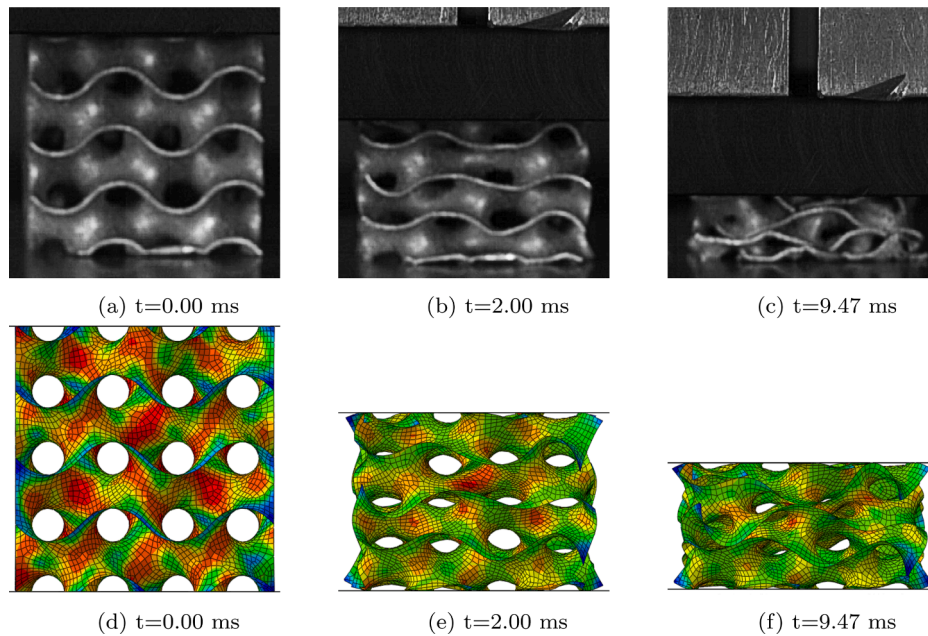 (a) t=0.00 ms
(b) t=2.00 ms
(c) t=9.47 ms
(d) t=0.00 ms
(e) t=2.00 ms
(f) t=9.47 ms